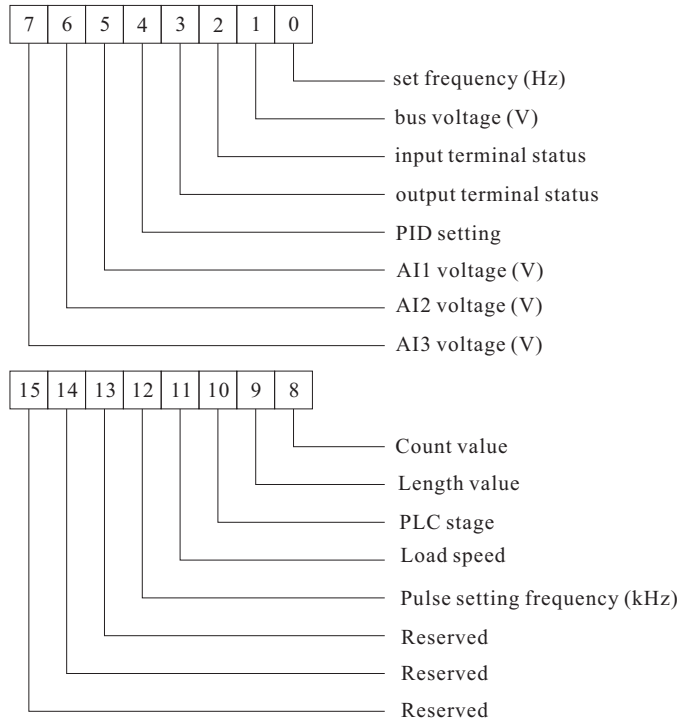 7 6 5 4 3 2 1 0
set frequency (Hz)
bus voltage (V)
input terminal status
output terminal status
PID setting
AI1 voltage (V)
AI2 voltage (V)
AI3 voltage (V)
15 14 13 12 11 10 9 8
Count value
Length value
PLC stage
Load speed
Pulse setting frequency (kHz)
Reserved
Reserved
Reserved